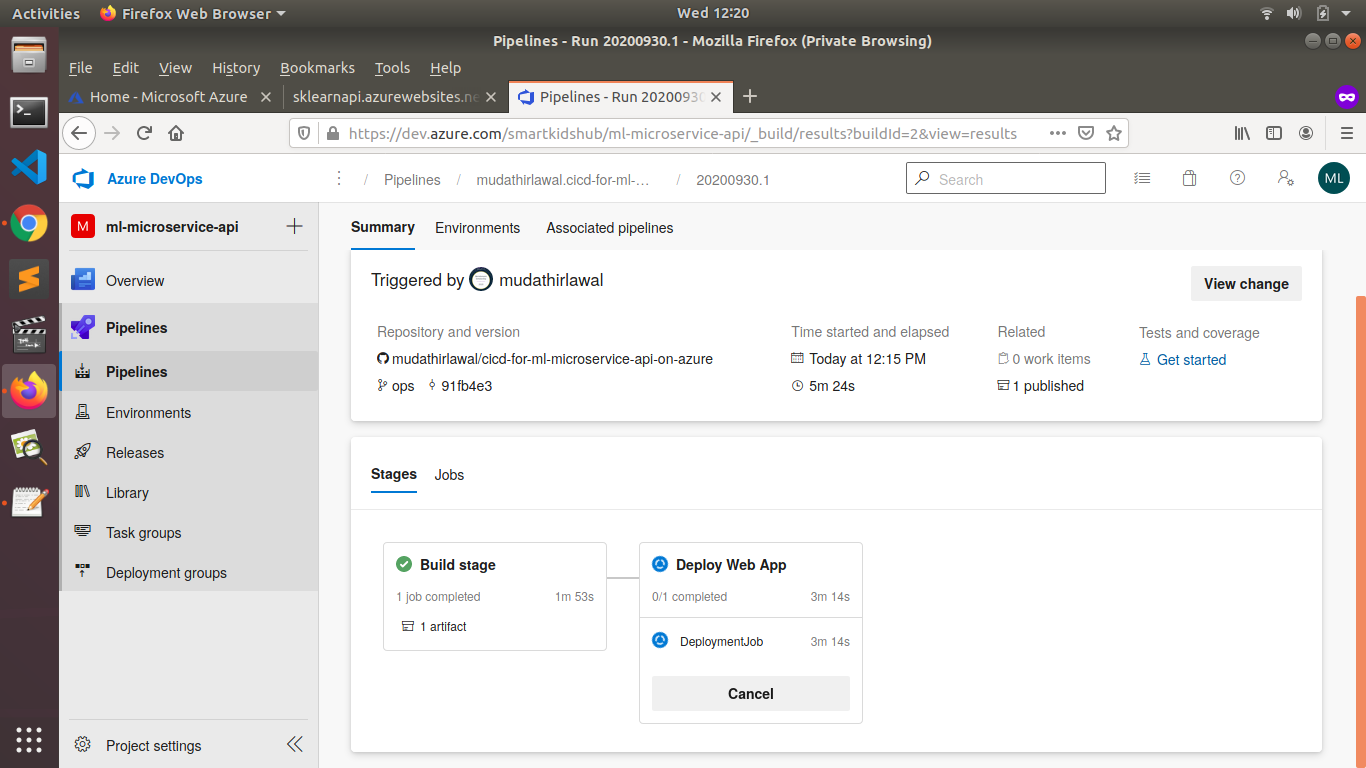 Activities Firefox Web Browser Wed 12:20
Pipelines - Run 20200930.1 - Mozilla Firefox (Private Browsing)
File Edit View History Bookmarks Tools Help
Home - Microsoft Azure sklearnapi.azurewebsites.ne Pipelines - Run 20200930
https://dev.azure.com/smartkidshub/ml-microservice-api/_build/results?buildId=2&view=results
Azure DevOps / Pipelines / mudathirlawal.cicd-for-ml-... / 20200930.1 Search ML
M ml-microservice-api
Overview
Pipelines
Pipelines
Environments
Releases
Library
Task groups
Deployment groups
Project settings
Summary Environments Associated pipelines
Triggered by mudathirlawal View change
Repository and version Time started and elapsed Related Tests and coverage
mudathirlawal/cicd-for-ml-microservice-api-on-azure Today at 12:15 PM 0 work items Get started
ops 91fb4e3 5m 24s 1 published
Stages Jobs
Build stage
1 job completed 1m 53s
1 artifact
Deploy Web App
0/1 completed 3m 14s
DeploymentJob 3m 14s
Cancel